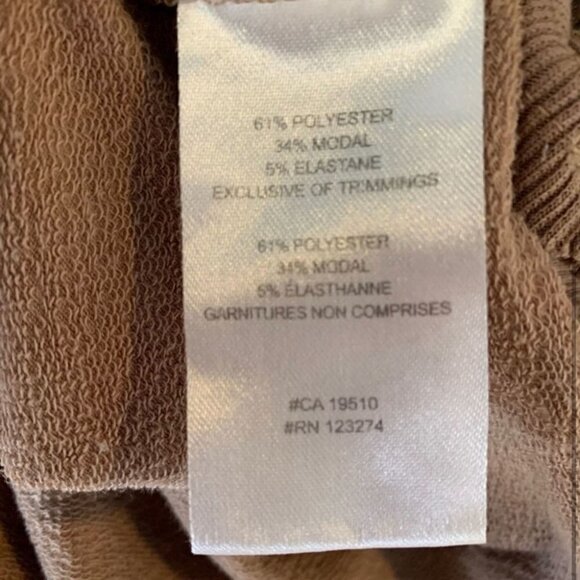 61% POLYESTER
34% MODAL
5% ELASTANE
EXCLUSIVE OF TRIMMINGS
61% POLYESTER
34% MODAL
5% ÉLASTHANNE
GARNITURES NON COMPRISES
#CA 19510
#RN 123274